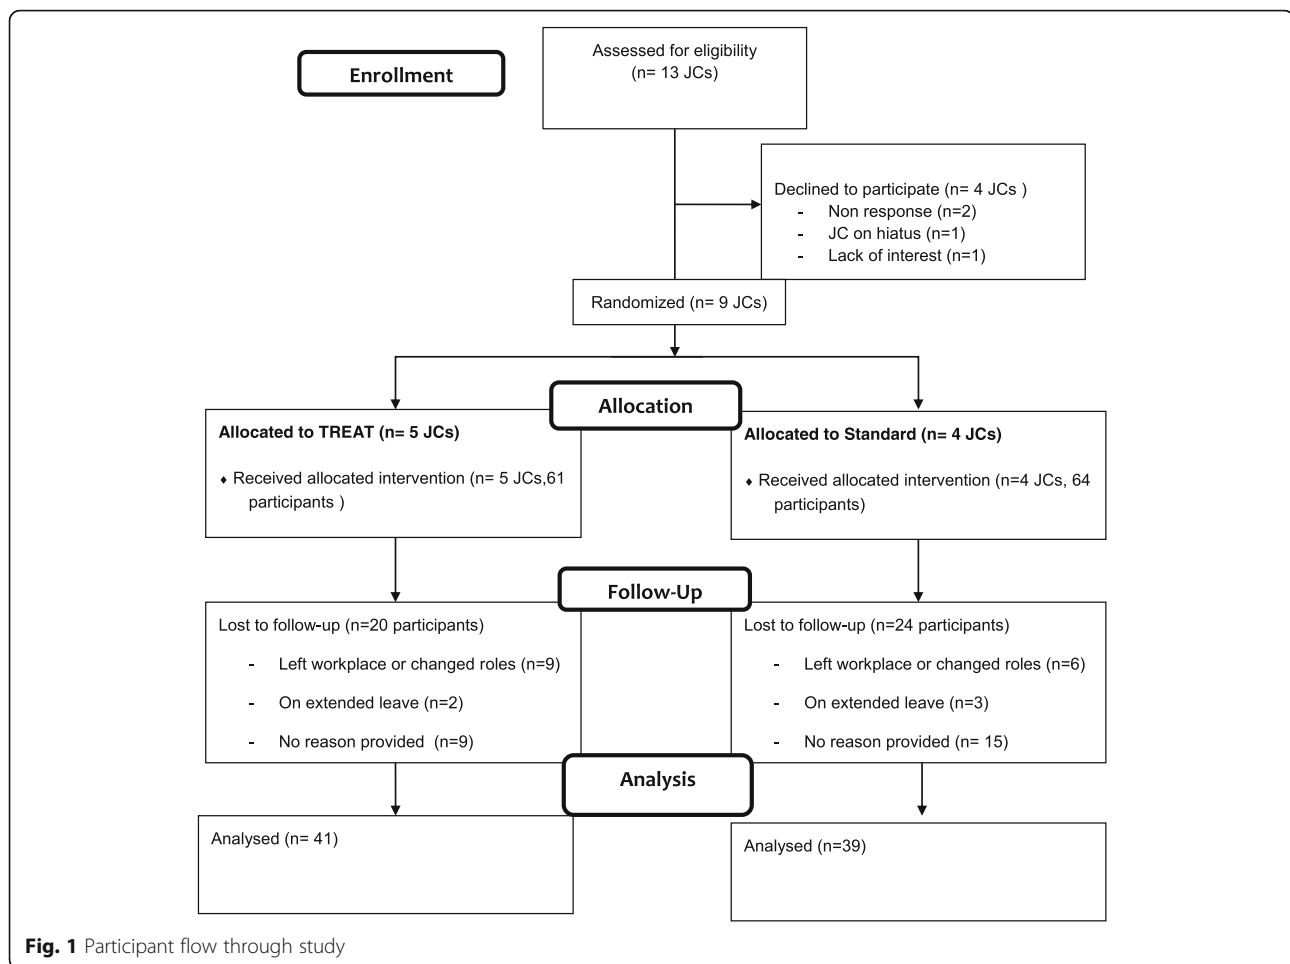 Enrollment
Assessed for eligibility
(n= 13 JCs)
Declined to participate (n= 4 JCs )
- Non response (n=2)
- JC on hiatus (n=1)
- Lack of interest (n=1)
Randomized (n= 9 JCs)
Allocation
Allocated to TREAT (n= 5 JCs)
♦ Received allocated intervention (n= 5 JCs,61
participants )
Allocated to Standard (n= 4 JCs)
♦ Received allocated intervention (n=4 JCs, 64
participants)
Follow-Up
Lost to follow-up (n=20 participants)
- Left workplace or changed roles (n=9)
- On extended leave (n=2)
- No reason provided (n=9)
Lost to follow-up (n=24 participants)
- Left workplace or changed roles (n=6)
- On extended leave (n=3)
- No reason provided (n= 15)
Analysis
Analysed (n= 41)
Analysed (n=39)
Fig. 1 Participant flow through study